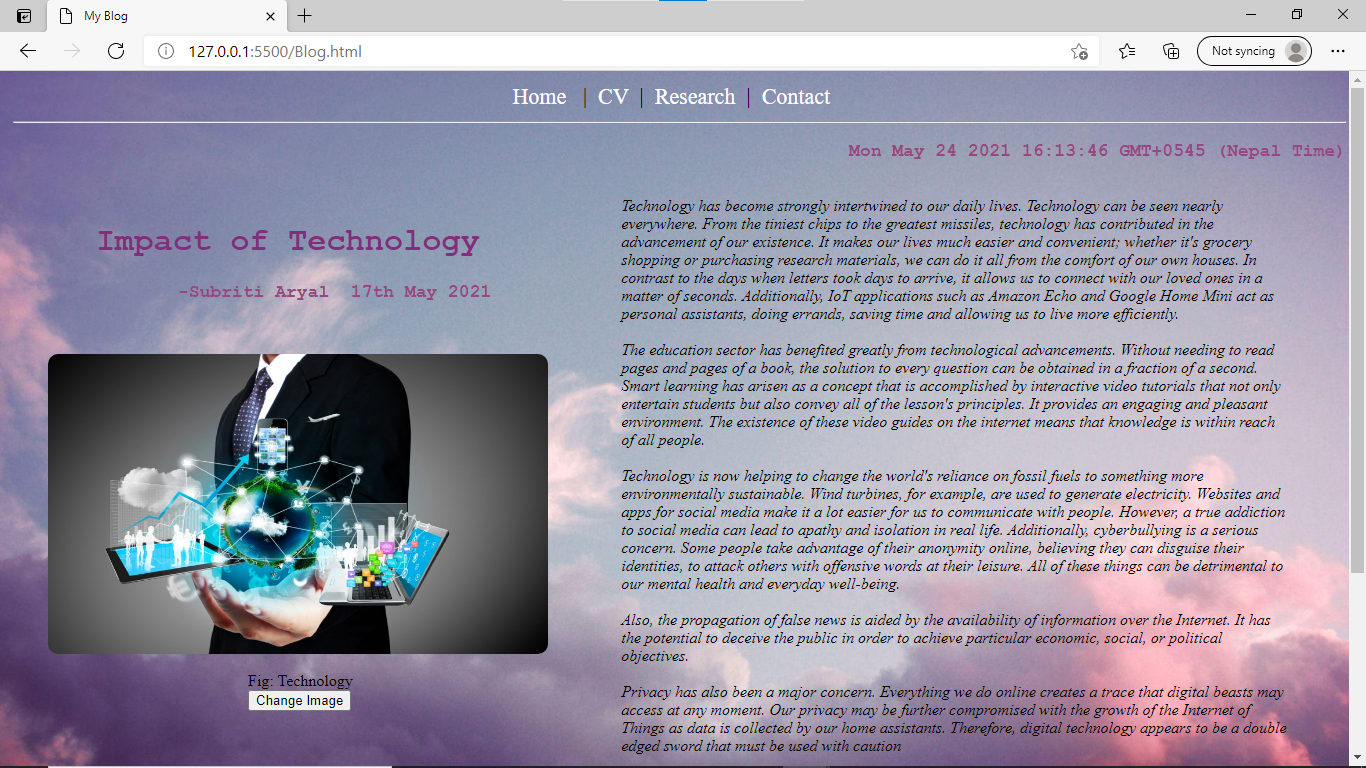 My Blog
127.0.0.1:5500/Blog.html
Not syncing
Home | CV | Research | Contact
Mon May 24 2021 16:13:46 GMT+0545 (Nepal Time)
Impact of Technology
-Subriti Aryal 17th May 2021
Fig: Technology
Change Image
Technology has become strongly intertwined to our daily lives. Technology can be seen nearly
everywhere. From the tiniest chips to the greatest missiles, technology has contributed in the
advancement of our existence. It makes our lives much easier and convenient; whether it's grocery
shopping or purchasing research materials, we can do it all from the comfort of our own houses. In
contrast to the days when letters took days to arrive, it allows us to connect with our loved ones in a
matter of seconds. Additionally, IoT applications such as Amazon Echo and Google Home Mini act as
personal assistants, doing errands, saving time and allowing us to live more efficiently.
The education sector has benefited greatly from technological advancements. Without needing to read
pages and pages of a book, the solution to every question can be obtained in a fraction of a second.
Smart learning has arisen as a concept that is accomplished by interactive video tutorials that not only
entertain students but also convey all of the lesson's principles. It provides an engaging and pleasant
environment. The existence of these video guides on the internet means that knowledge is within reach
of all people.
Technology is now helping to change the world's reliance on fossil fuels to something more
environmentally sustainable. Wind turbines, for example, are used to generate electricity. Websites and
apps for social media make it a lot easier for us to communicate with people. However, a true addiction
to social media can lead to apathy and isolation in real life. Additionally, cyberbullying is a serious
concern. Some people take advantage of their anonymity online, believing they can disguise their
identities, to attack others with offensive words at their leisure. All of these things can be detrimental to
our mental health and everyday well-being.
Also, the propagation of false news is aided by the availability of information over the Internet. It has
the potential to deceive the public in order to achieve particular economic, social, or political
objectives.
Privacy has also been a major concern. Everything we do online creates a trace that digital beasts may
access at any moment. Our privacy may be further compromised with the growth of the Internet of
Things as data is collected by our home assistants. Therefore, digital technology appears to be a double
edged sword that must be used with caution